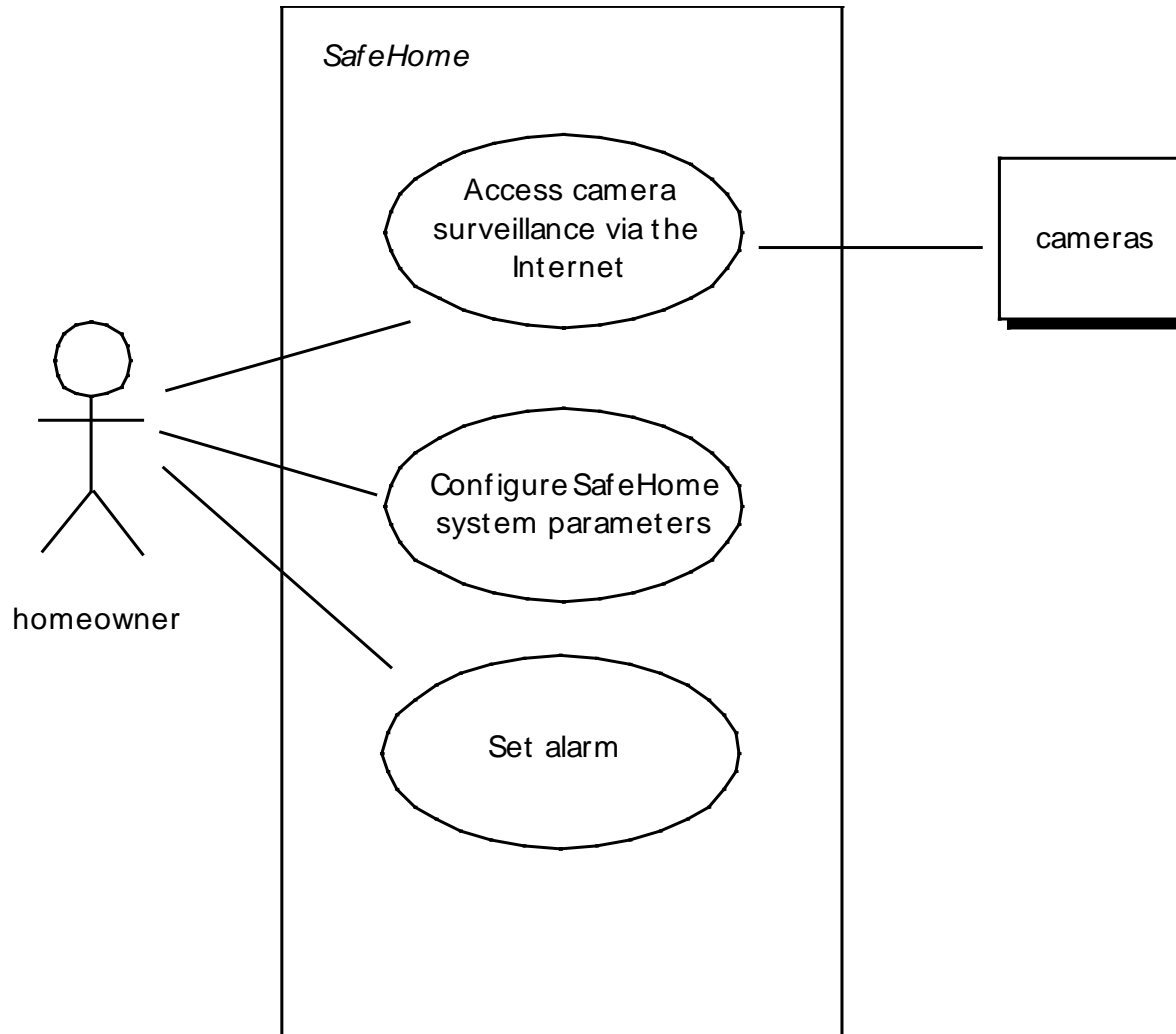 SafeHome
Access camera
surveillance via the
Internet
cameras
Configure SafeHome
system parameters
homeowner
Set alarm